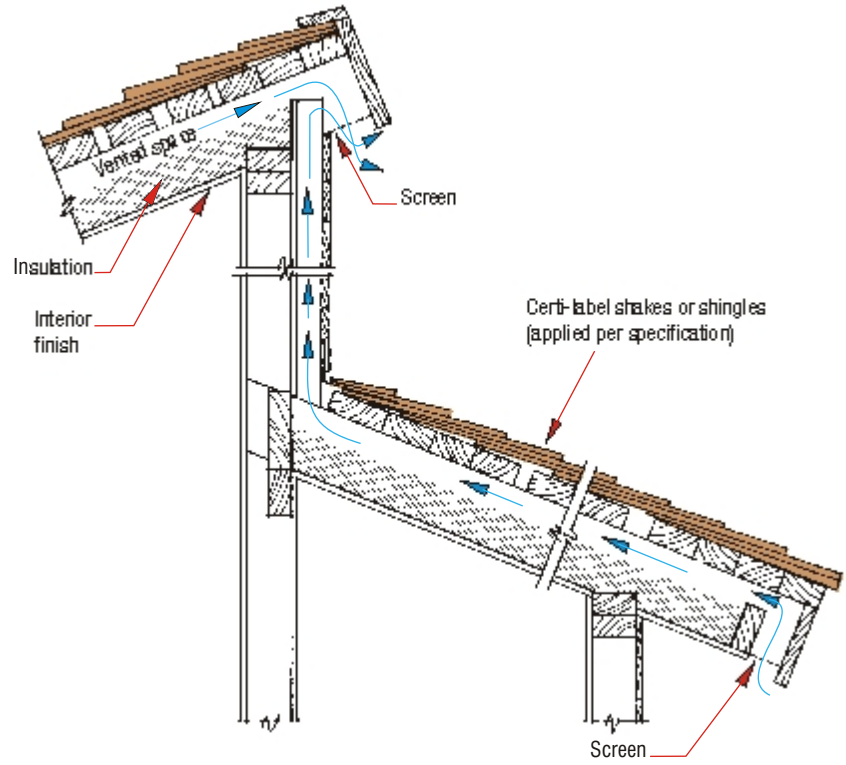 Vented space
Screen
Insulation
Interior
finish
Certi-label shakes or shingles
(applied per specification)
Screen